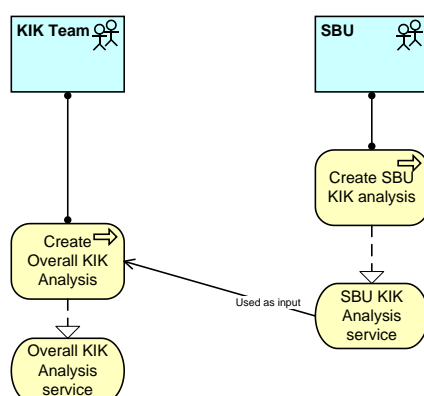 KIK Team
SBU
Create SBU
KIK analysis
Create
Overall KIK
Analysis
Used as input
SBU KIK
Analysis
service
Overall KIK
Analysis
service